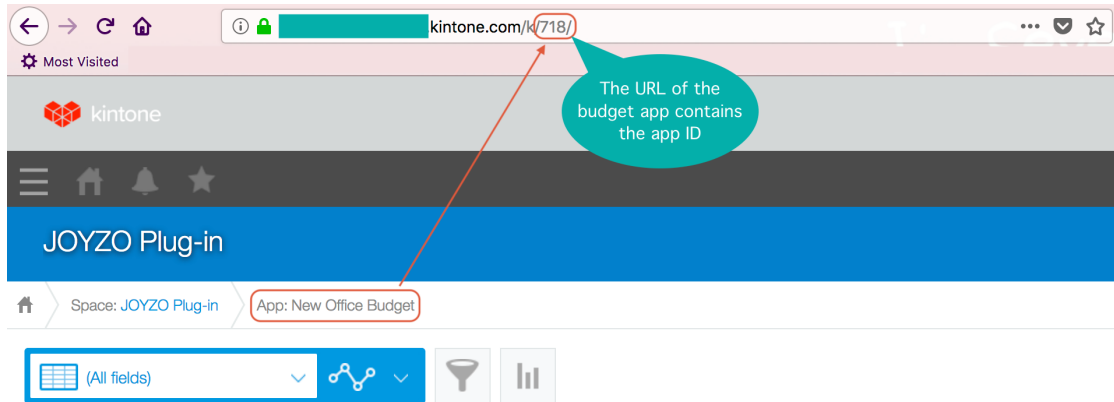 kintone.com/k/718/
Most Visited
The URL of the
budget app contains
the app ID
kintone
JOYZO Plug-in
Space: JOYZO Plug-in
App: New Office Budget
(All fields)